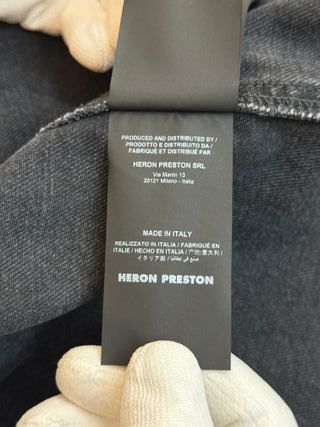 PRODUCED AND DISTRIBUTED BY /
PRODOTTO E DISTRIBUITO DA /
FABRIQUÉ ET DISTRIBUÉ PAR
HERON PRESTON SRL
Via Manin 13
20121 Milano - Italia
MADE IN ITALY
REALIZZATO IN ITALIA / FABRIQUÉ EN
ITALIE / HECHO EN ITALIA / 产地:意大利 /
イタリア製 / صنع في ايطاليا
HERON PRESTON